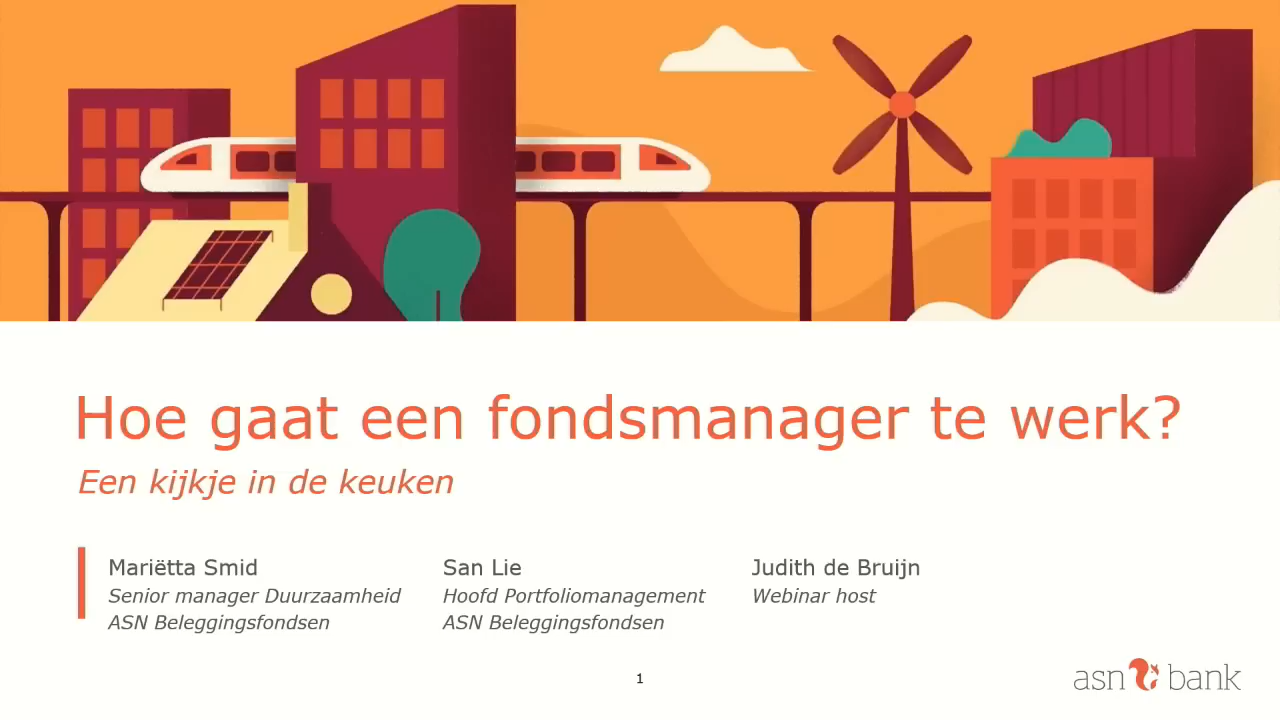 Hoe gaat een fondsmanager te werk?
Een kijkje in de keuken
Mariëtta Smid
Senior manager Duurzaamheid
ASN Beleggingsfondsen
San Lie
Hoofd Portfoliomanagement
ASN Beleggingsfondsen
Judith de Bruijn
Webinar host
1
asn bank